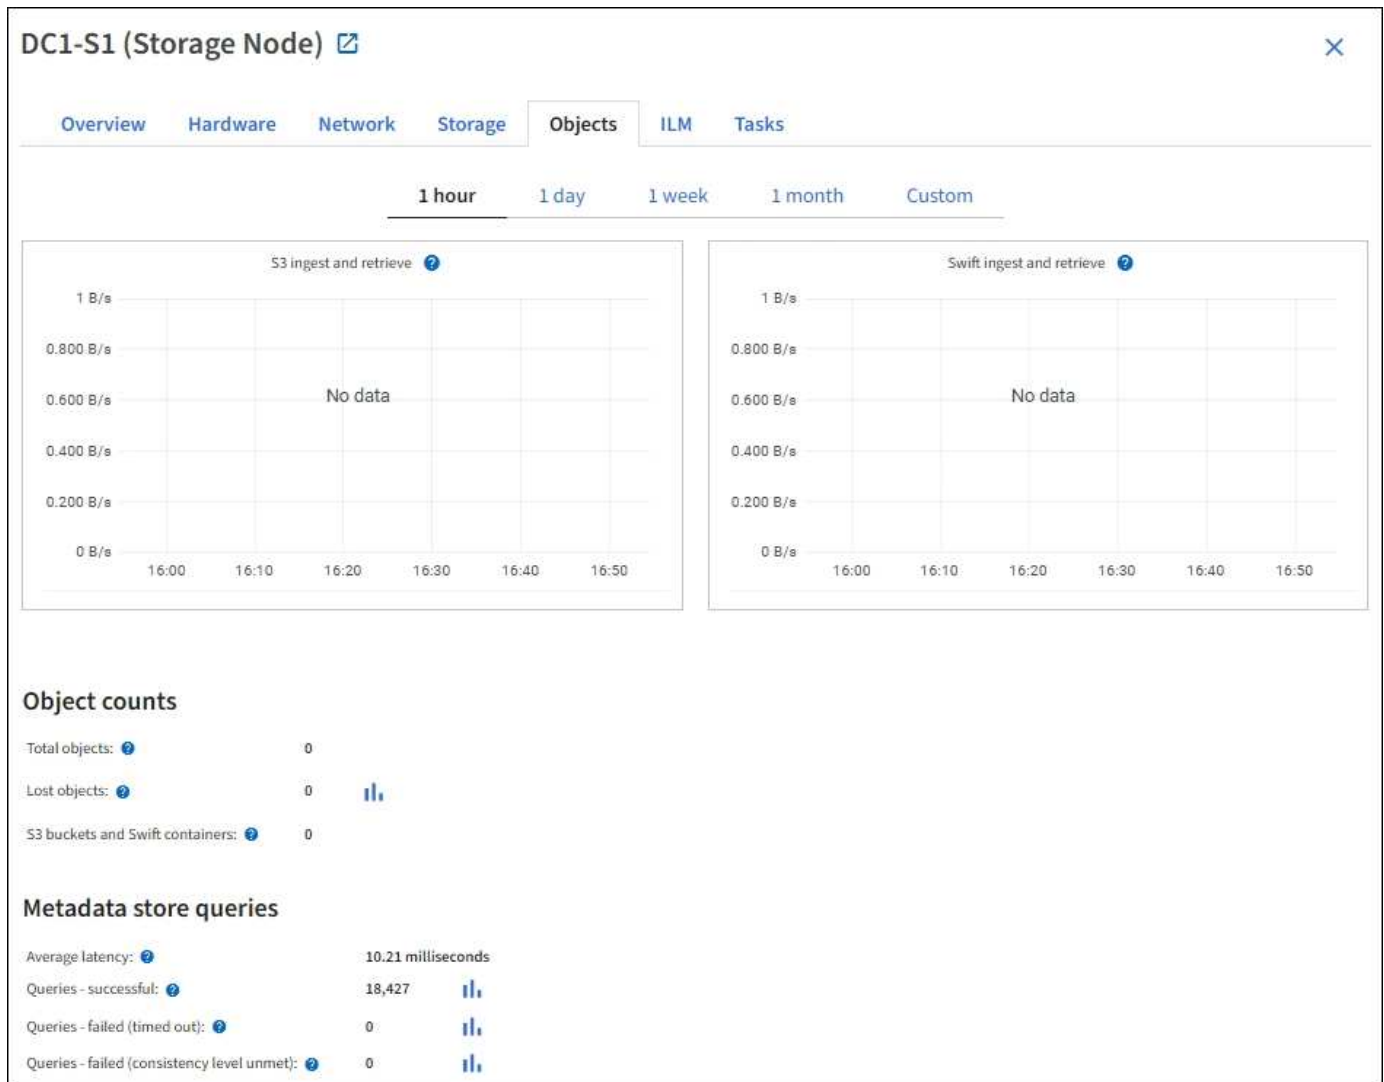 DC1-S1 (Storage Node)
Overview Hardware Network Storage Objects ILM Tasks
1 hour 1 day 1 week 1 month Custom
S3 ingest and retrieve
1 B/s
0.800 B/s
0.600 B/s
0.400 B/s
0.200 B/s
0 B/s
No data
16:00 16:10 16:20 16:30 16:40 16:50
Swift ingest and retrieve
1 B/s
0.800 B/s
0.600 B/s
0.400 B/s
0.200 B/s
0 B/s
No data
16:00 16:10 16:20 16:30 16:40 16:50
Object counts
Total objects: 0
Lost objects: 0
S3 buckets and Swift containers: 0
Metadata store queries
Average latency: 10.21 milliseconds
Queries - successful: 18,427
Queries - failed (timed out): 0
Queries - failed (consistency level unmet): 0